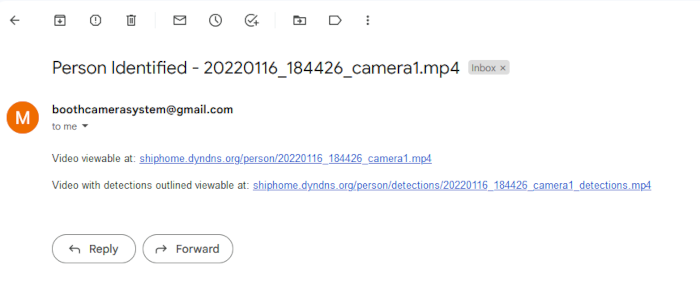 Person Identified - 20220116_184426_camera1.mp4 Inbox ×
M
boothcamerasystem@gmail.com
to me
Video viewable at: shiphome.dyndns.org/person/20220116_184426_camera1.mp4
Video with detections outlined viewable at: shiphome.dyndns.org/person/detections/20220116_184426_camera1_detections.mp4
Reply Forward